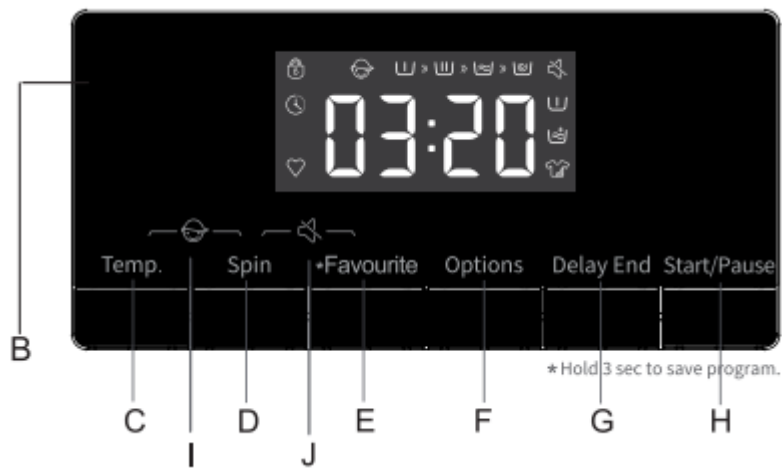 03:20
Temp. Spin *Favourite Options Delay End Start/Pause
B
*Hold 3 sec to save program.
C D E F G H
I J